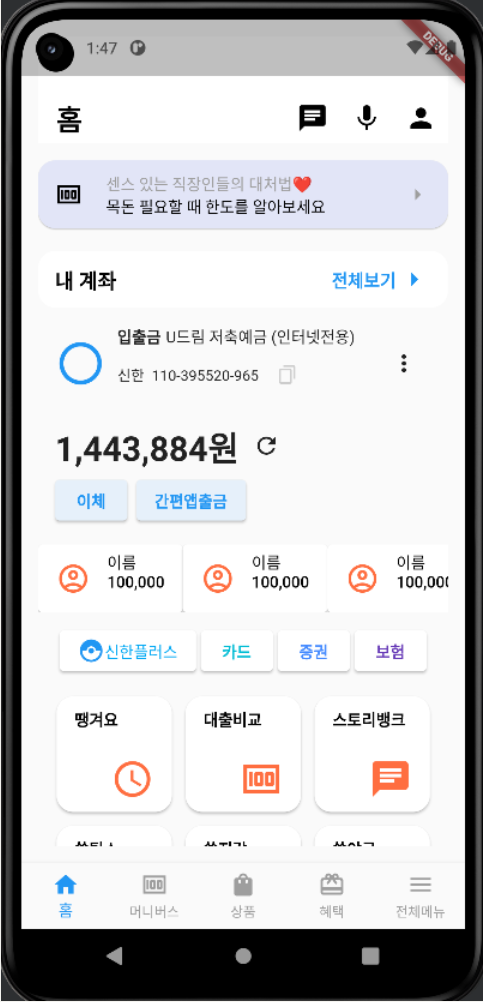 1:47
DEBUG
홈
센스 있는 직장인들의 대처법❤️
목돈 필요할 때 한도를 알아보세요
내 계좌
전체보기
입출금 U드림 저축예금 (인터넷전용)
신한 110-395520-965
1,443,884원
이체 간편앱출금
이름 이름 이름
100,000 100,000 100,00
신한플러스 카드 증권 보험
땡겨요 대출비교 스토리뱅크
100
홈 머니버스 상품 혜택 전체메뉴